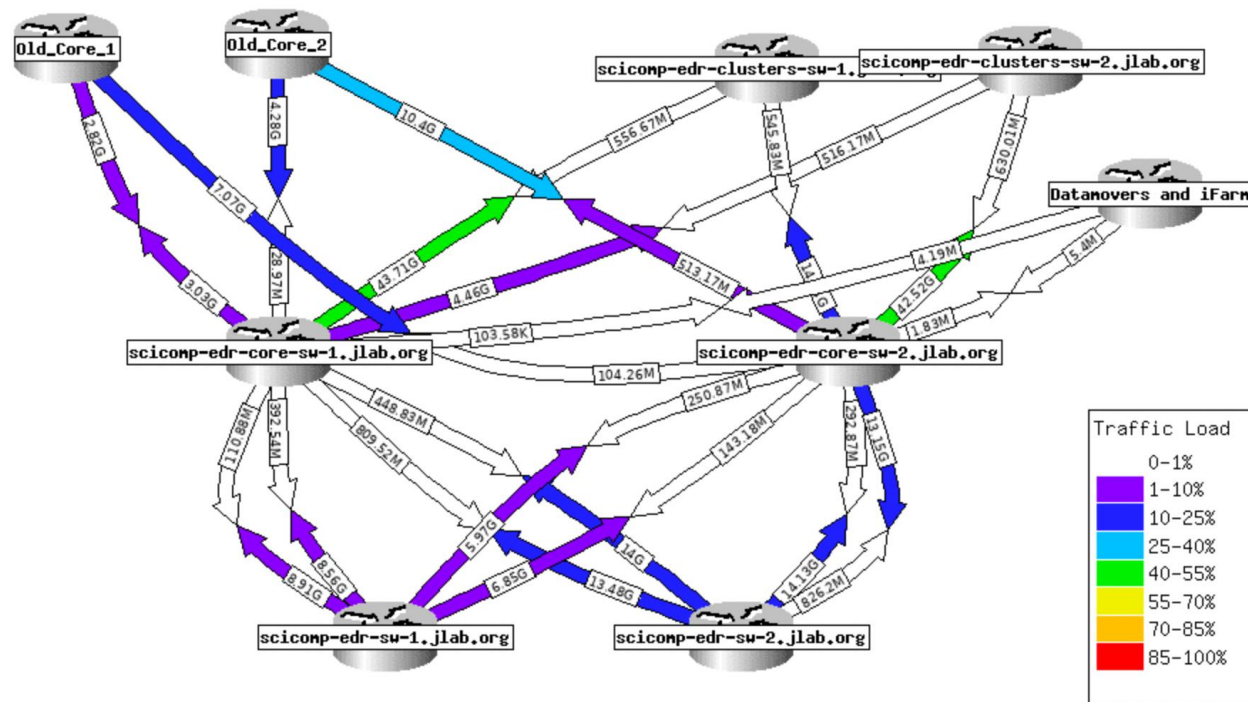 Old_Core_1
Old_Core_2
scicomp-edr-clusters-sw-1.
scicomp-edr-clusters-sw-2.jlab.org
2.82G
4.28G
10.4G
556.67M
545.83M
516.17M
630.01M
Datamovers and iFarm
7.07G
28.97M
43.71G
4.46G
513.17M
4.19M
5.4M
3.03G
42.52G
103.58K
1.83M
scicomp-edr-core-sw-1.jlab.org
scicomp-edr-core-sw-2.jlab.org
104.26M
448.83M
250.87M
110.88M
392.54M
809.52M
143.18M
292.87M
13.15G
Traffic Load
0-1%
1-10%
10-25%
25-40%
40-55%
55-70%
70-85%
85-100%
5.97G
14G
8.91G
8.56G
6.85G
13.48G
14.13G
826.2M
scicomp-edr-sw-1.jlab.org
scicomp-edr-sw-2.jlab.org